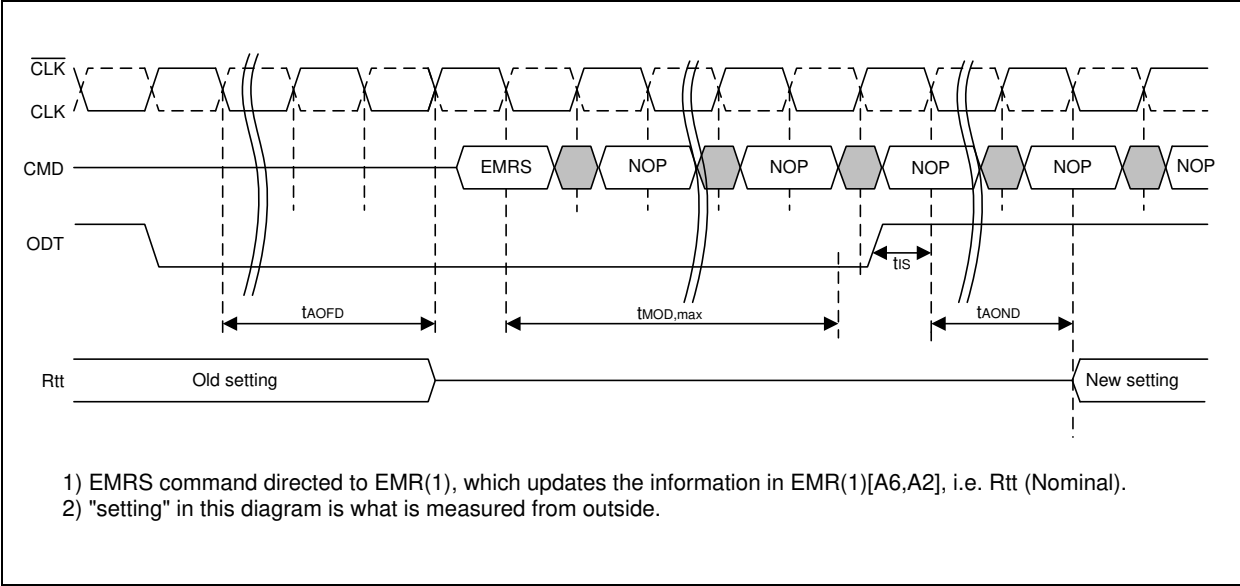 CLK
CLK
CMD EMRS NOP NOP NOP NOP NOP
ODT
tIS
tAOFD tMOD,max tAOND
Rtt Old setting New setting
1) EMRS command directed to EMR(1), which updates the information in EMR(1)[A6,A2], i.e. Rtt (Nominal).
2) "setting" in this diagram is what is measured from outside.